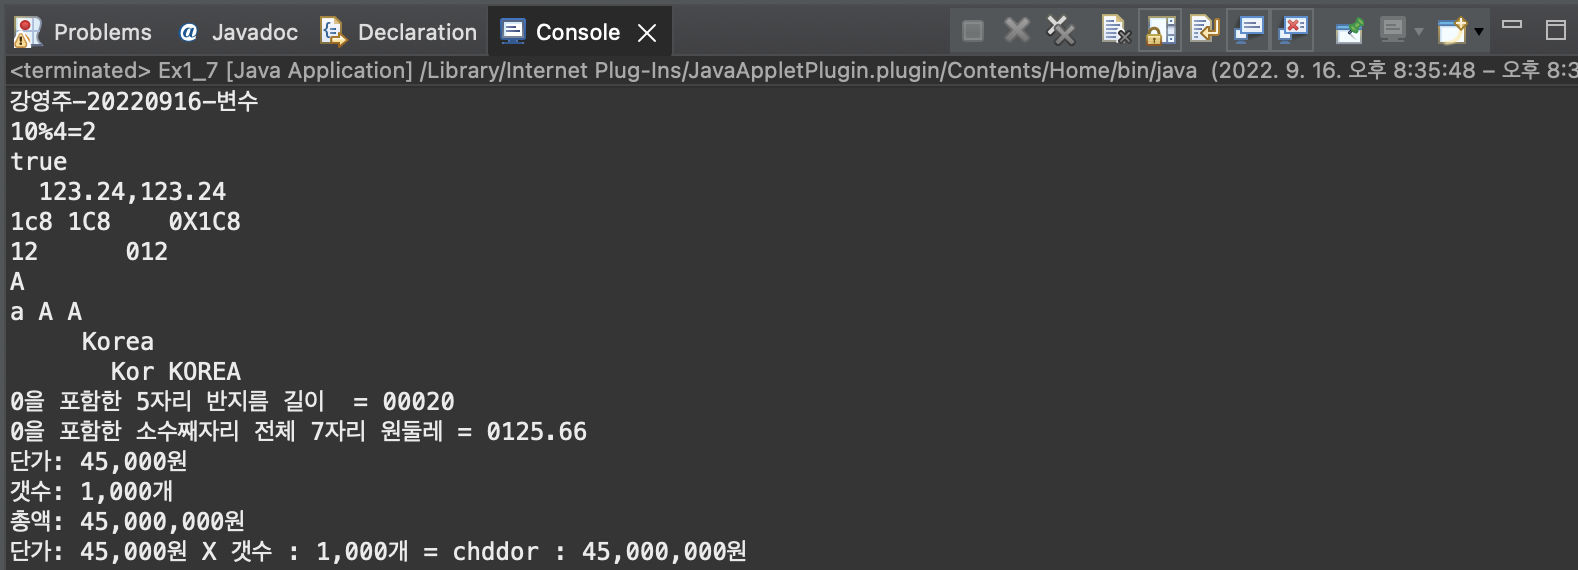 Problems @ Javadoc Declaration Console
<terminated> Ex1_7 [Java Application] /Library/Internet Plug-Ins/JavaAppletPlugin.plugin/Contents/Home/bin/java (2022. 9. 16. 오후 8:35:48 – 오후 8:3
강영주-20220916-변수
10%4=2
true
  123.24,123.24
1c8 1C8    0X1C8
12      012
A
a A A
     Korea
       Kor KOREA
0을 포함한 5자리 반지름 길이  = 00020
0을 포함한 소수째자리 전체 7자리 원둘레 = 0125.66
단가: 45,000원
갯수: 1,000개
총액: 45,000,000원
단가: 45,000원 X 갯수 : 1,000개 = chddor : 45,000,000원